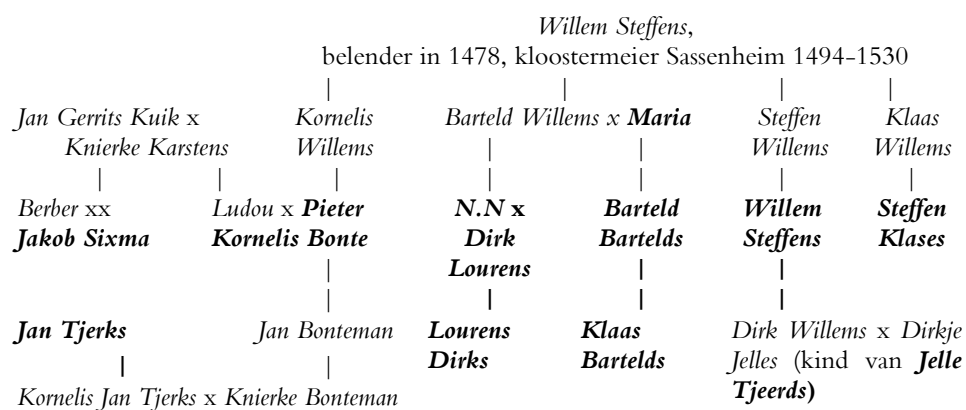 Willem Steffens,
belender in 1478, kloostermeier Sassenheim 1494-1530
| | | |
Jan Gerrits Kuik x Kornelis Barteld Willems x Maria Steffen Klaas
Knierke Karstens Willems | | Willems Willems
| | | | | | |
Berber xx Ludou x Pieter N.N x Barteld Willem Steffen
Jakob Sixma Kornelis Bonte Dirk Bartelds Steffens Klases
| Lourens | |
| | | |
Jan Tjerks Jan Bonteman Lourens Klaas Dirk Willems x Dirkje
| | Dirks Bartelds Jelles (kind van Jelle
Kornelis Jan Tjerks x Knierke Bonteman Tjeerds)